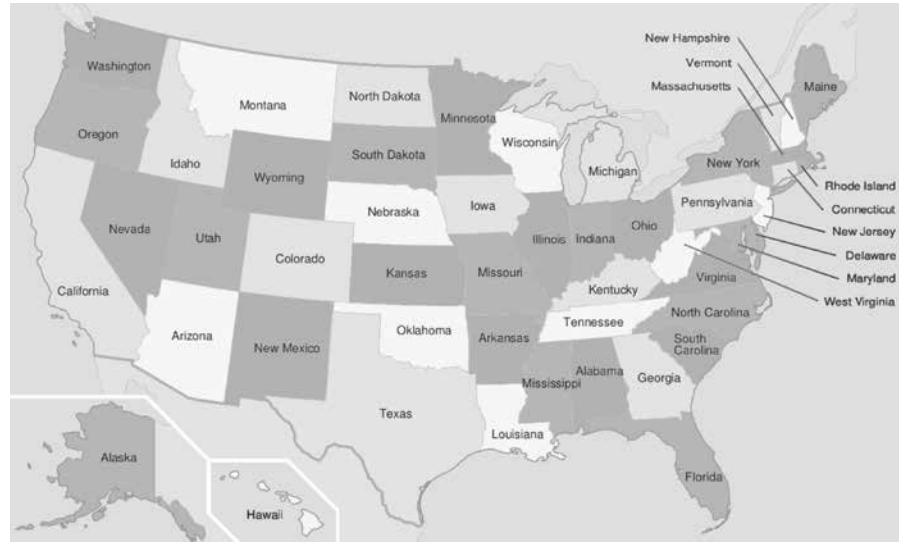 New Hampshire
Vermont
Massachusetts
Washington
Maine
Montana
North Dakota
Minnesota
Oregon
Wisconsin
Idaho
South Dakota
Michigan
New York
Wyoming
Rhode Island
Pennsylvania
Connecticut
Nebraska
Iowa
Nevada
Illinois
Indiana
Ohio
New Jersey
Utah
Delaware
Colorado
Kansas
Missouri
Virginia
Maryland
California
Kentucky
West Virginia
North Carolina
Tennessee
Arizona
Oklahoma
Arkansas
South
Carolina
New Mexico
Alabama
Mississippi
Georgia
Texas
Louisiana
Alaska
Florida
Hawaii